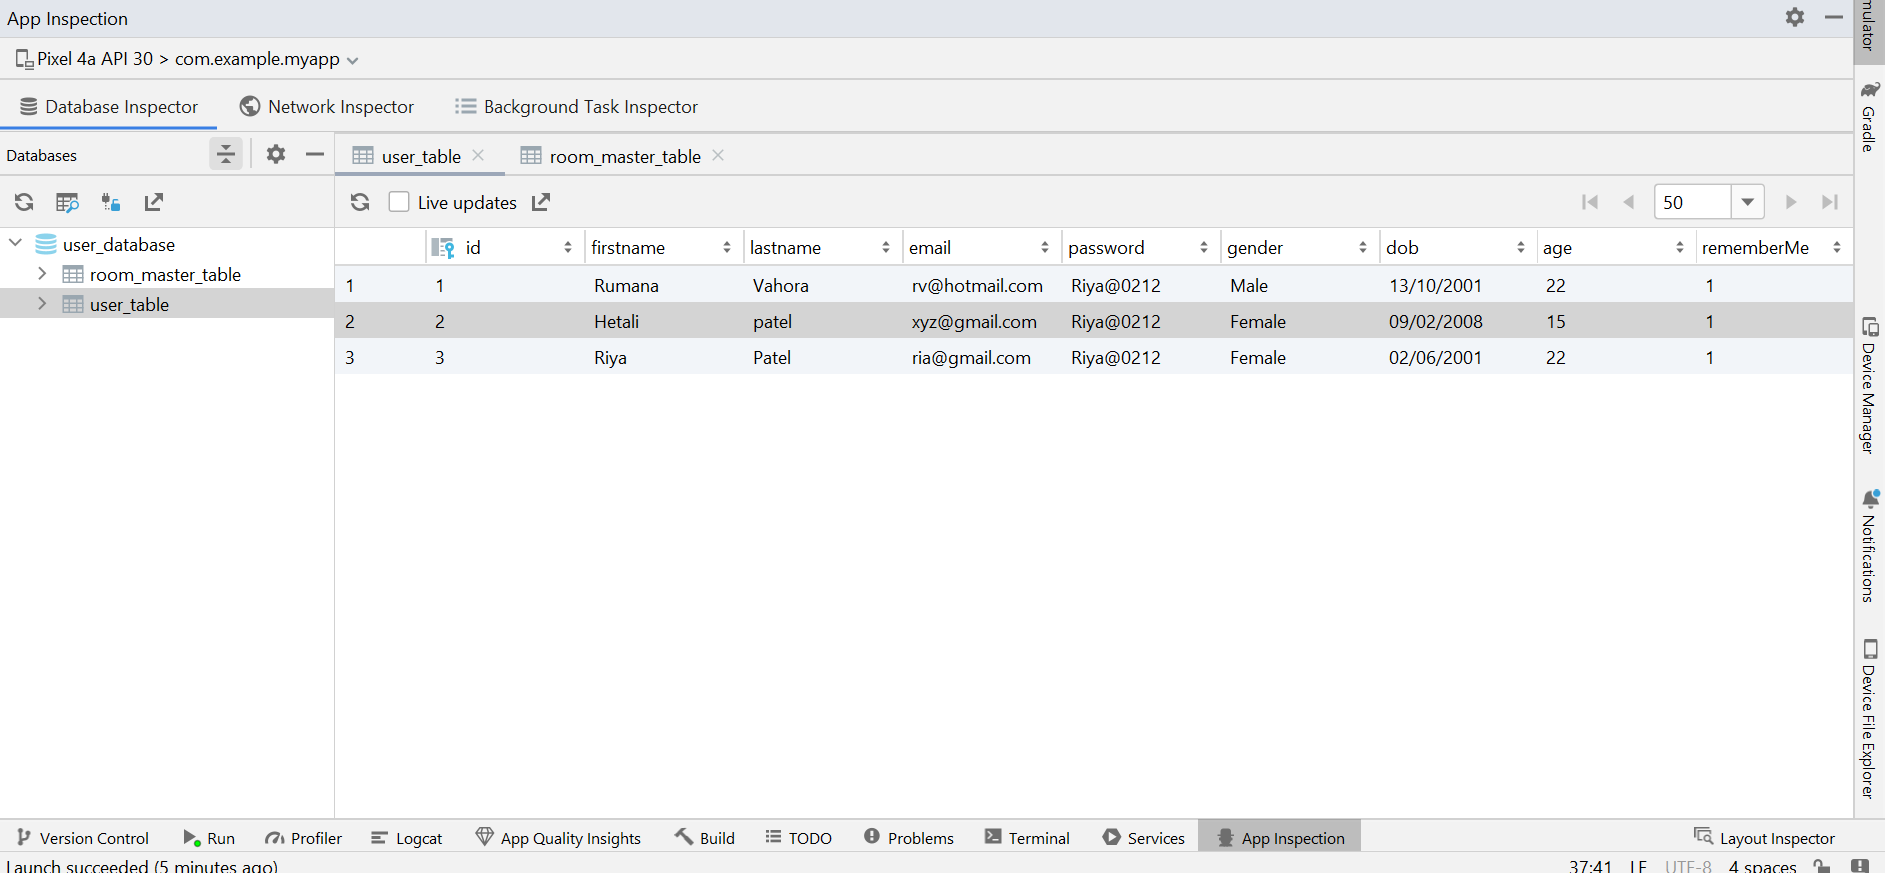 App Inspection
Pixel 4a API 30 > com.example.myapp
Database Inspector Network Inspector Background Task Inspector
Databases
user_table room_master_table
Live updates 50
user_database
room_master_table
user_table
id firstname lastname email password gender dob age rememberMe
1 1 Rumana Vahora rv@hotmail.com Riya@0212 Male 13/10/2001 22 1
2 2 Hetali patel xyz@gmail.com Riya@0212 Female 09/02/2008 15 1
3 3 Riya Patel ria@gmail.com Riya@0212 Female 02/06/2001 22 1
mulator
Gradle
Device Manager
Notifications
Device File Explorer
Version Control Run Profiler Logcat App Quality Insights Build TODO Problems Terminal Services App Inspection Layout Inspector
Launch succeeded (5 minutes ago) 37:41 LF UTF-8 4 spaces